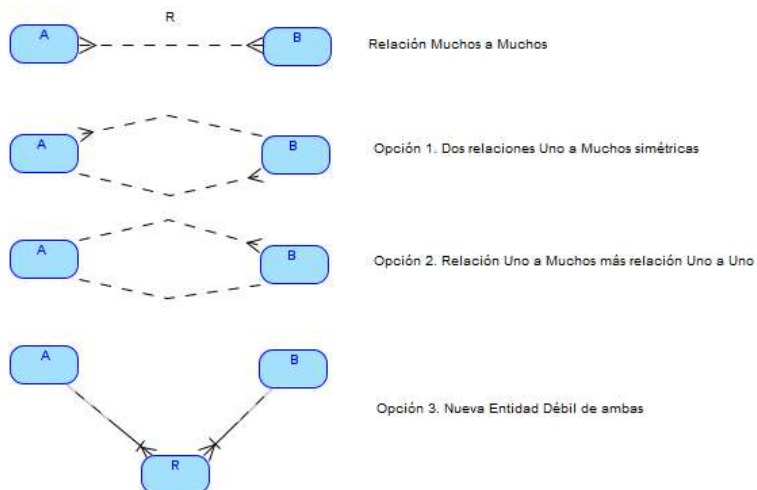 R
A
B
Relación Muchos a Muchos
A
B
Opción 1. Dos relaciones Uno a Muchos simétricas
A
B
Opción 2. Relación Uno a Muchos más relación Uno a Uno
A
B
Opción 3. Nueva Entidad Débil de ambas
R